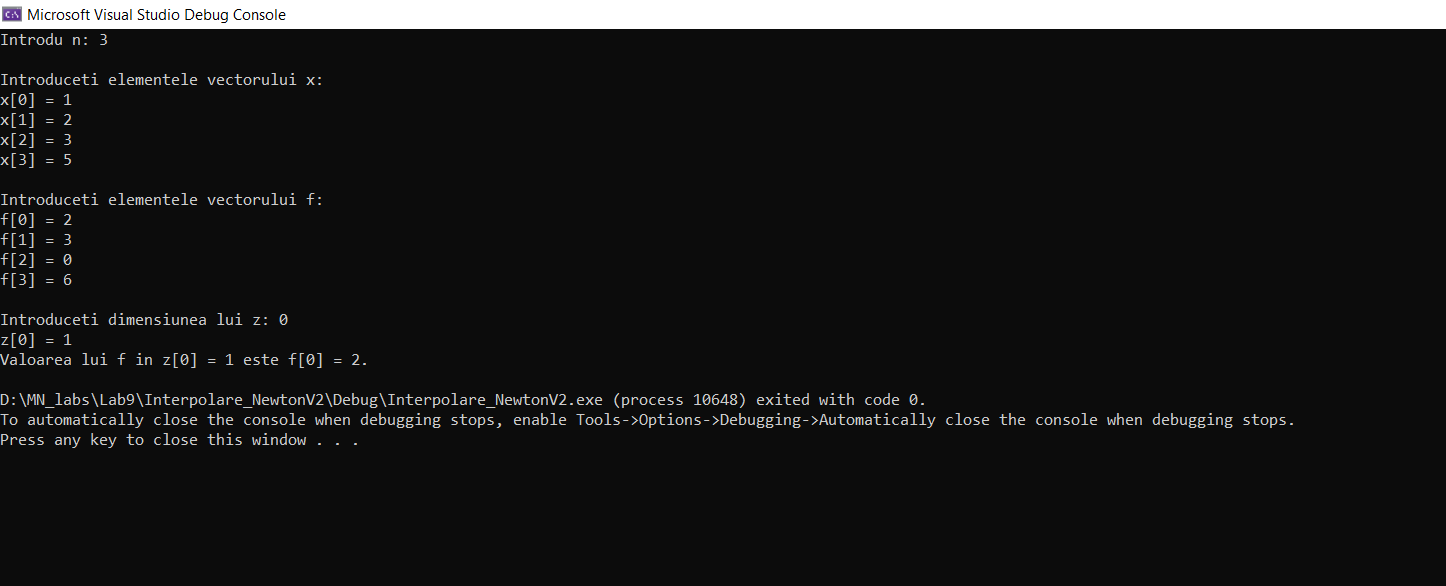 Microsoft Visual Studio Debug Console
Introdu n: 3
Introduceti elementele vectorului x:
x[0] = 1
x[1] = 2
x[2] = 3
x[3] = 5
Introduceti elementele vectorului f:
f[0] = 2
f[1] = 3
f[2] = 0
f[3] = 6
Introduceti dimensiunea lui z: 0
z[0] = 1
Valoarea lui f in z[0] = 1 este f[0] = 2.
D:\MN_labs\Lab9\Interpolare_NewtonV2\Debug\Interpolare_NewtonV2.exe (process 10648) exited with code 0.
To automatically close the console when debugging stops, enable Tools->Options->Debugging->Automatically close the console when debugging stops.
Press any key to close this window . . .